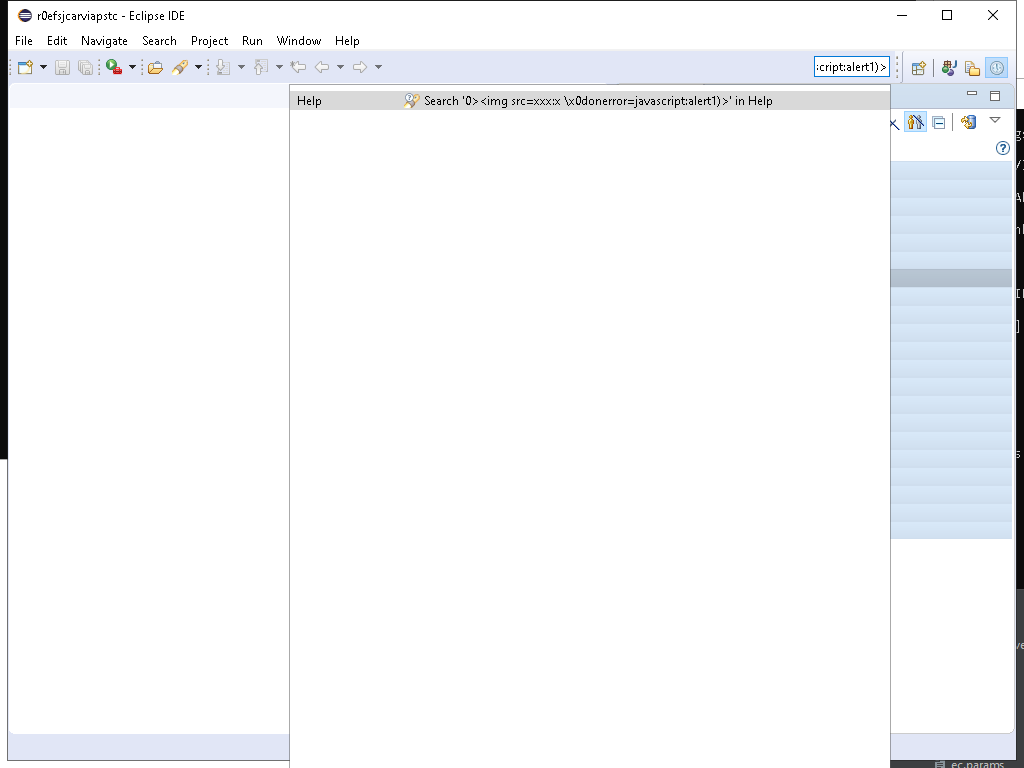 r0efsjcarviapstc - Eclipse IDE
File Edit Navigate Search Project Run Window Help
:cript:alert1)>
Help Search '0><img src=xxx:x \x0donerror=javascript:alert1)>' in Help
ec.params